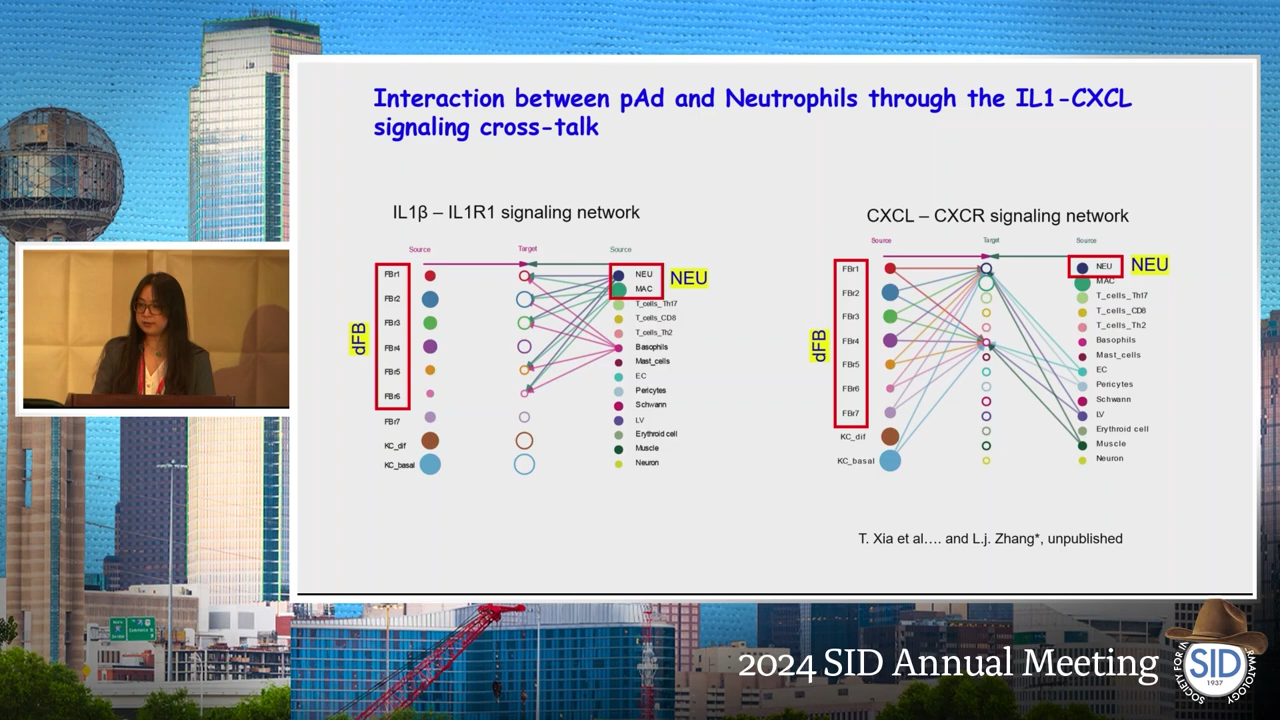 Interaction between pAd and Neutrophils through the IL1-CXCL
signaling cross-talk
IL1β – IL1R1 signaling network
Source
Target
Source
dFB
FBr1
FBr2
FBr3
FBr4
FBr5
FBr6
FBr7
KC_dif
KC_basal
NEU
MAC
T_cells_Th17
T_cells_CD8
T_cells_Th2
Basophils
Mast_cells
EC
Pericytes
Schwann
LV
Erythroid cell
Muscle
Neuron
NEU
CXCL – CXCR signaling network
Source
Target
Source
dFB
FBr1
FBr2
FBr3
FBr4
FBr5
FBr6
FBr7
KC_dif
KC_basal
NEU
MAC
T_cells_Th17
T_cells_CD8
T_cells_Th2
Basophils
Mast_cells
EC
Pericytes
Schwann
LV
Erythroid cell
Muscle
Neuron
NEU
T. Xia et al…. and L.j. Zhang*, unpublished
2024 SID Annual Meeting
SID
1937